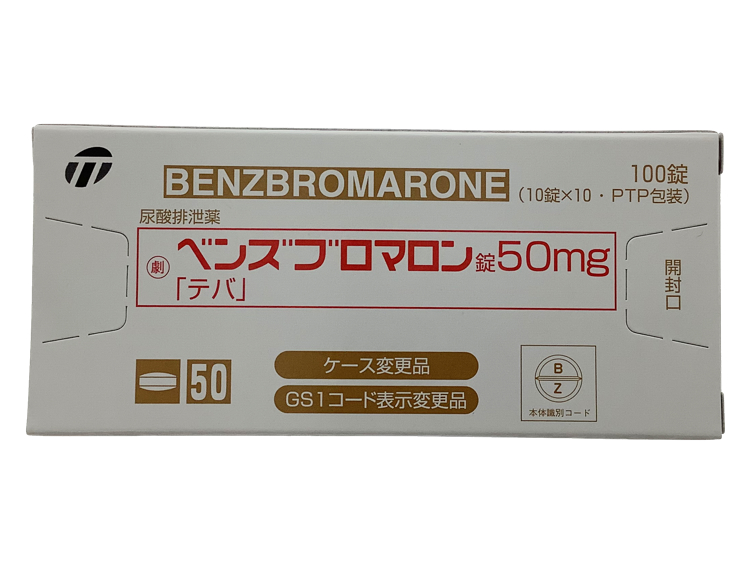 BENZBROMARONE
100錠
(10錠×10・PTP包装)
尿酸排泄薬
劇 ベンズブロマロン錠50mg
「テバ」
開封口
50
ケース変更品
GS1コード表示変更品
B
Z
本体識別コード